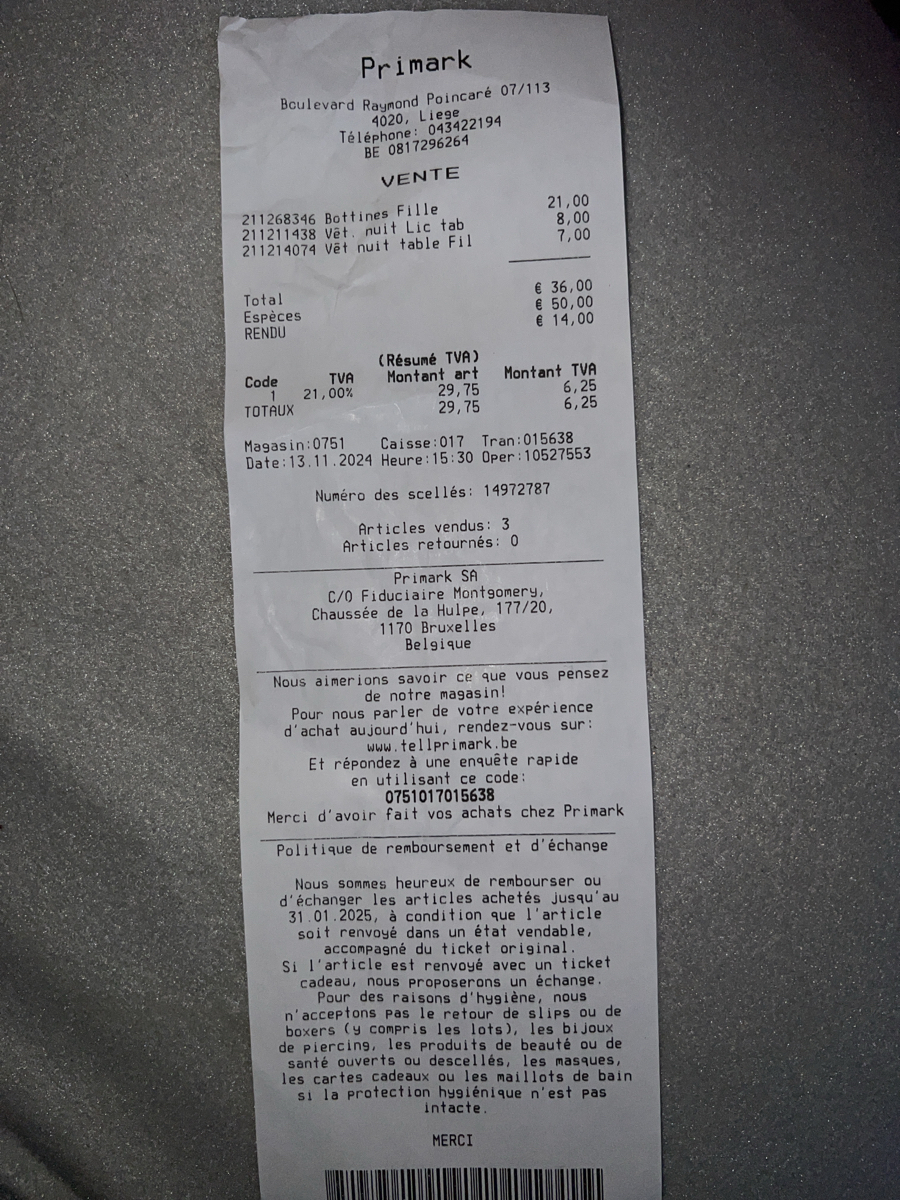 Primark
Boulevard Raymond Poincaré 07/113
4020, Liege
Téléphone: 043422194
BE 0817296264
VENTE
211268346 Bottines Fille 21,00
211211438 Vêt. nuit Lic tab 8,00
211214074 Vêt nuit table Fil 7,00
Total € 36,00
Espèces € 50,00
RENDU € 14,00
(Résumé TVA)
Code TVA Montant art Montant TVA
1 21,00% 29,75 6,25
TOTAUX 29,75 6,25
Magasin:0751 Caisse:017 Tran:015638
Date:13.11.2024 Heure:15:30 Oper:10527553
Numéro des scellés: 14972787
Articles vendus: 3
Articles retournés: 0
Primark SA
C/O Fiduciaire Montgomery,
Chaussée de la Hulpe, 177/20,
1170 Bruxelles
Belgique
Nous aimerions savoir ce que vous pensez
de notre magasin!
Pour nous parler de votre expérience
d'achat aujourd'hui, rendez-vous sur:
www.tellprimark.be
Et répondez à une enquête rapide
en utilisant ce code:
0751017015638
Merci d'avoir fait vos achats chez Primark
Politique de remboursement et d'échange
Nous sommes heureux de rembourser ou
d'échanger les articles achetés jusqu'au
31.01.2025, à condition que l'article
soit renvoyé dans un état vendable,
accompagné du ticket original.
Si l'article est renvoyé avec un ticket
cadeau, nous proposerons un échange.
Pour des raisons d'hygiène, nous
n'acceptons pas le retour de slips ou de
boxers (y compris les lots), les bijoux
de piercing, les produits de beauté ou de
santé ouverts ou descellés, les masques,
les cartes cadeaux ou les maillots de bain
si la protection hygiénique n'est pas
intacte.
MERCI